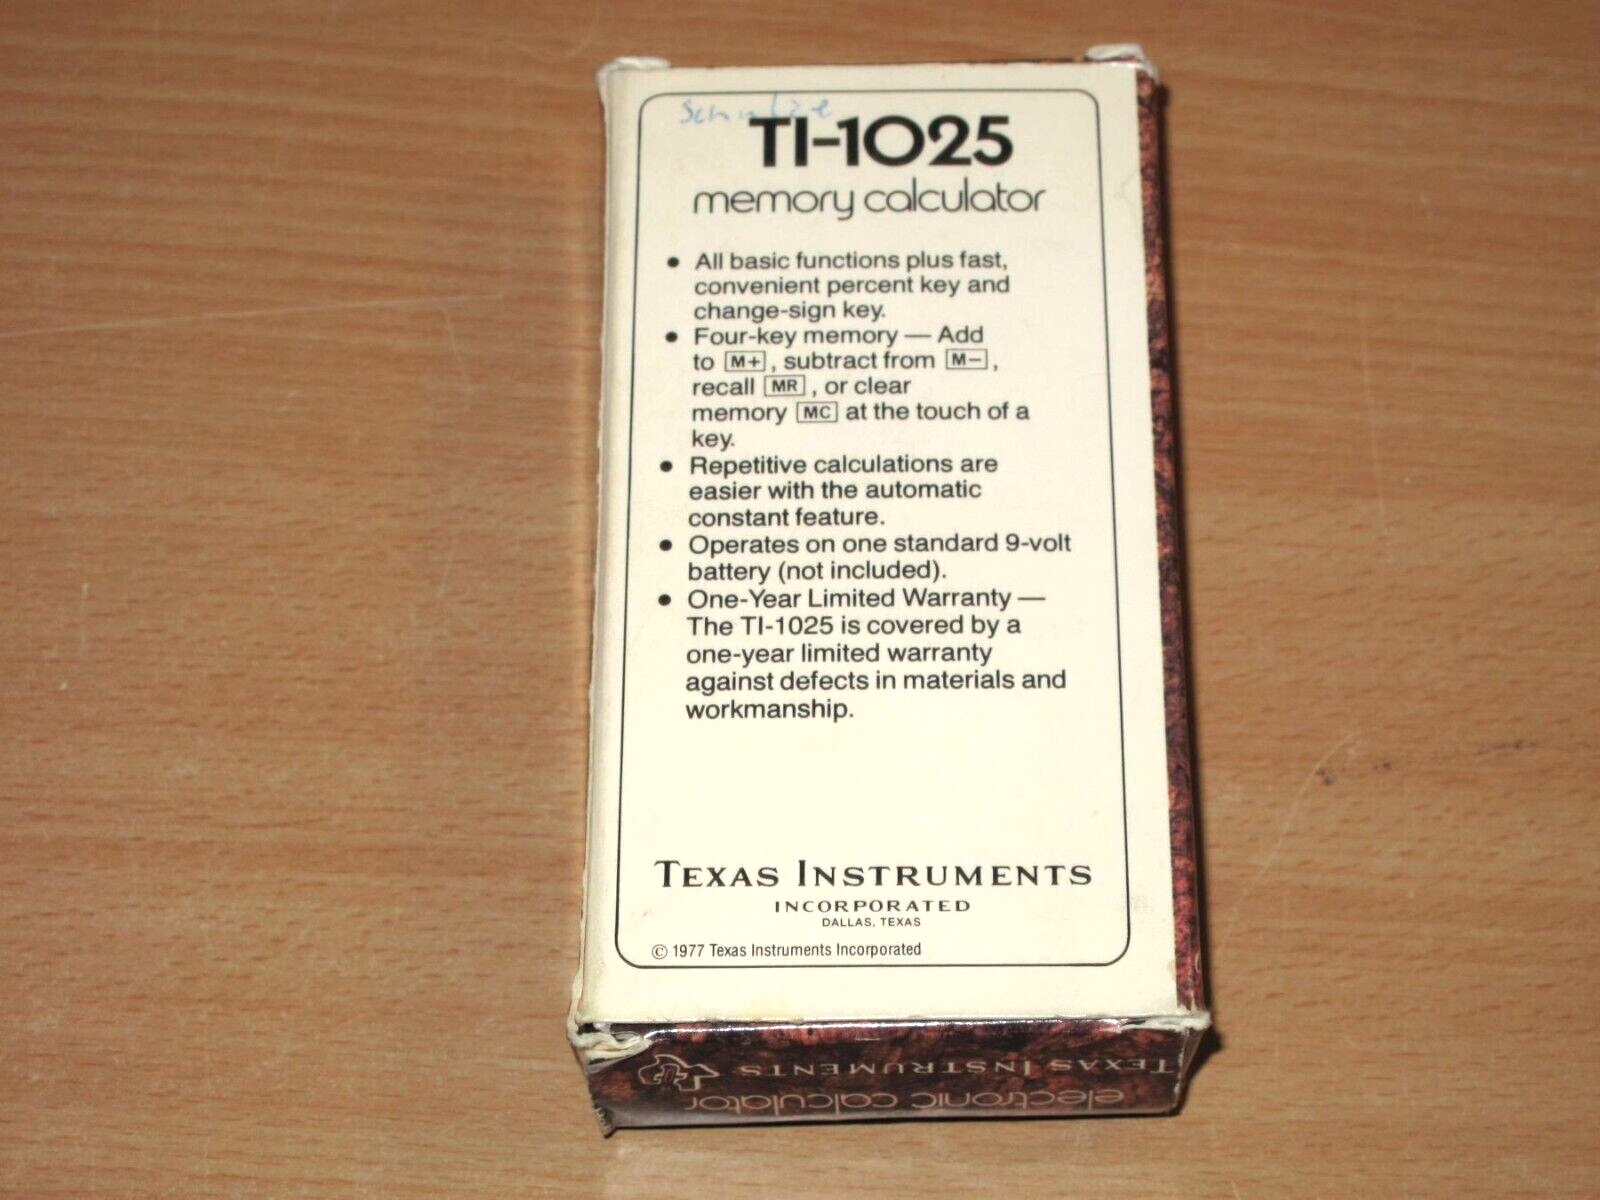 TI-1025
memory calculator
• All basic functions plus fast,
convenient percent key and
change-sign key.
• Four-key memory — Add
to M+, subtract from M−,
recall MR, or clear
memory MC at the touch of a
key.
• Repetitive calculations are
easier with the automatic
constant feature.
• Operates on one standard 9-volt
battery (not included).
• One-Year Limited Warranty —
The TI-1025 is covered by a
one-year limited warranty
against defects in materials and
workmanship.
TEXAS INSTRUMENTS
INCORPORATED
DALLAS, TEXAS
© 1977 Texas Instruments Incorporated
TEXAS INSTRUMENTS
electronic calculator